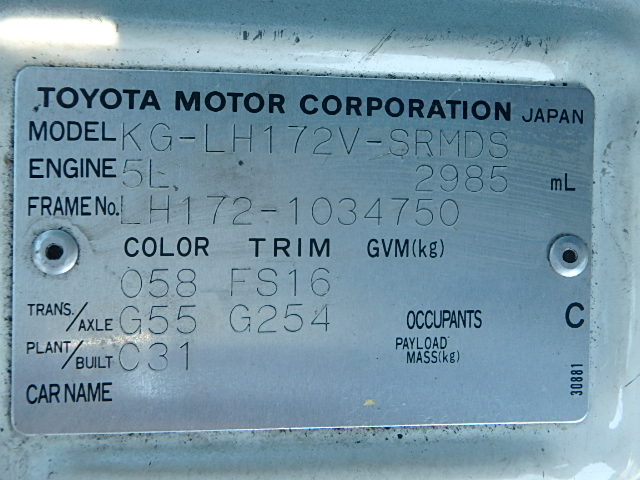 TOYOTA MOTOR CORPORATION JAPAN
MODEL KG-LH172V-SRMDS
ENGINE 5L 2985 mL
FRAME No. LH172-1034750
COLOR TRIM GVM(kg)
058 FS16
TRANS./AXLE G55 G254 OCCUPANTS C
PLANT/BUILT C31 PAYLOAD MASS(kg)
CAR NAME
30881